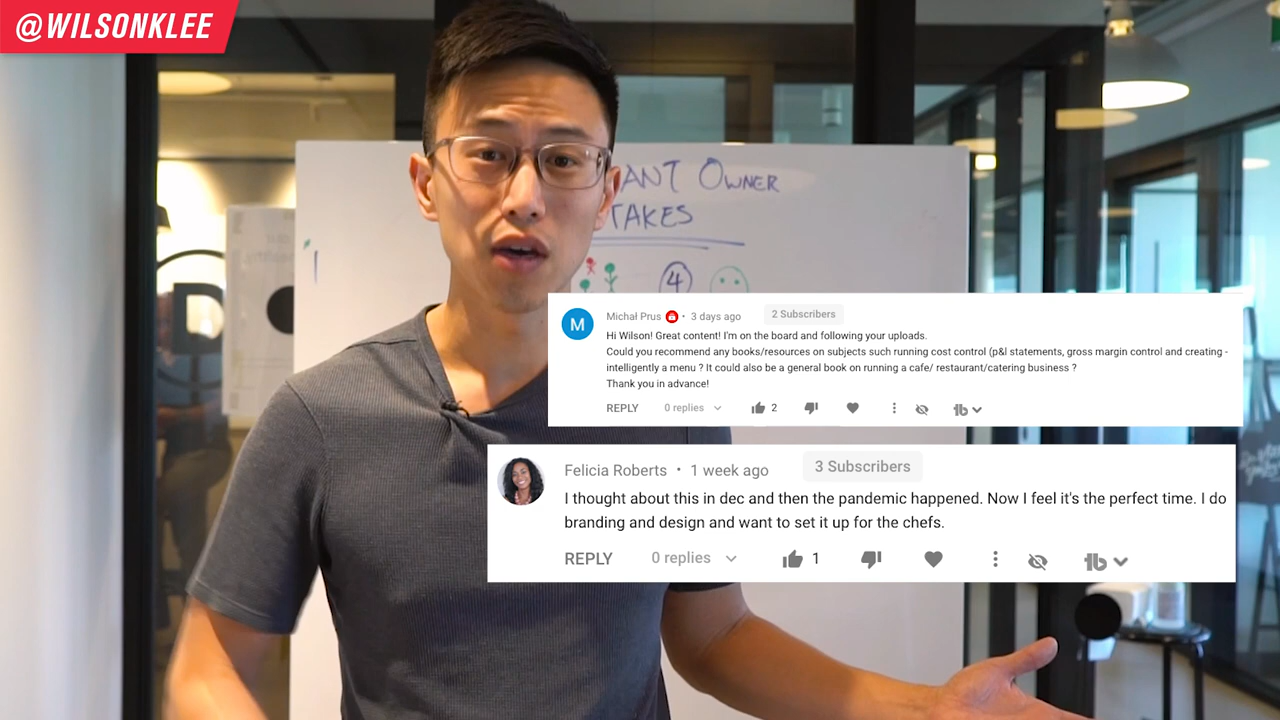 @WILSONKLEE
ANT OWNER
TAKES
4
D
M
Michał Prus • 3 days ago 2 Subscribers
Hi Wilson! Great content! I'm on the board and following your uploads.
Could you recommend any books/resources on subjects such running cost control (p&l statements, gross margin control and creating -
intelligently a menu ? It could also be a general book on running a cafe/ restaurant/catering business ?
Thank you in advance!
REPLY 0 replies 2 tb
Felicia Roberts • 1 week ago 3 Subscribers
I thought about this in dec and then the pandemic happened. Now I feel it's the perfect time. I do
branding and design and want to set it up for the chefs.
REPLY 0 replies 1 tb